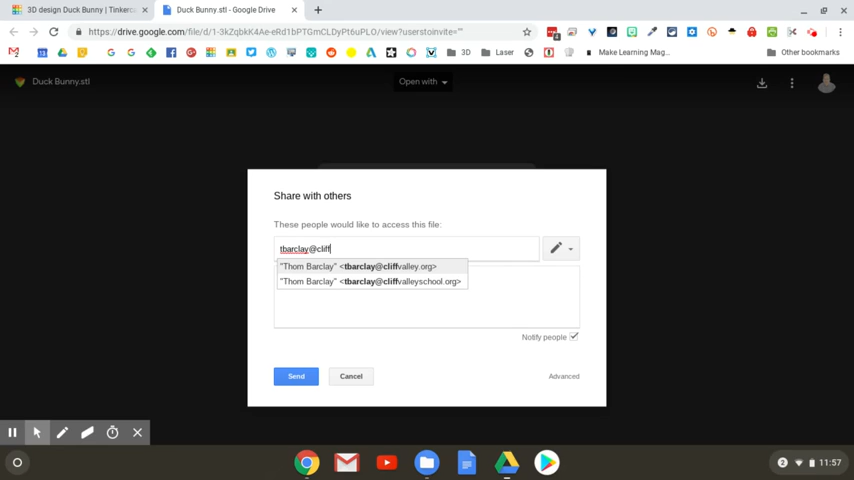 3D design Duck Bunny | Tinkerc
Duck Bunny.stl - Google Drive
https://drive.google.com/file/d/1-3kZqbkK4Ae-eRd1bPTGmCLDyPt6uPLO/view?userstoinvite=""
3D
Laser
Make Learning Mag...
Other bookmarks
Duck Bunny.stl
Open with
Share with others
These people would like to access this file:
tbarclay@cliff
"Thom Barclay" <tbarclay@cliffvalley.org>
"Thom Barclay" <tbarclay@cliffvalleyschool.org>
Notify people
Send
Cancel
Advanced
2
11:57